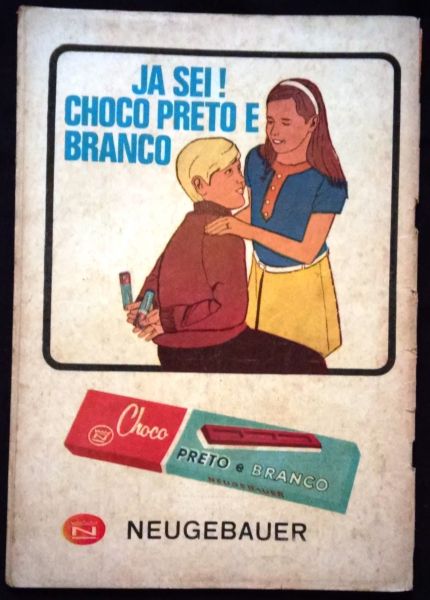 JA SEI!
CHOCO PRETO E
BRANCO
Choco
PRETO e BRANCO
NEUGEBAUER
N
NEUGEBAUER